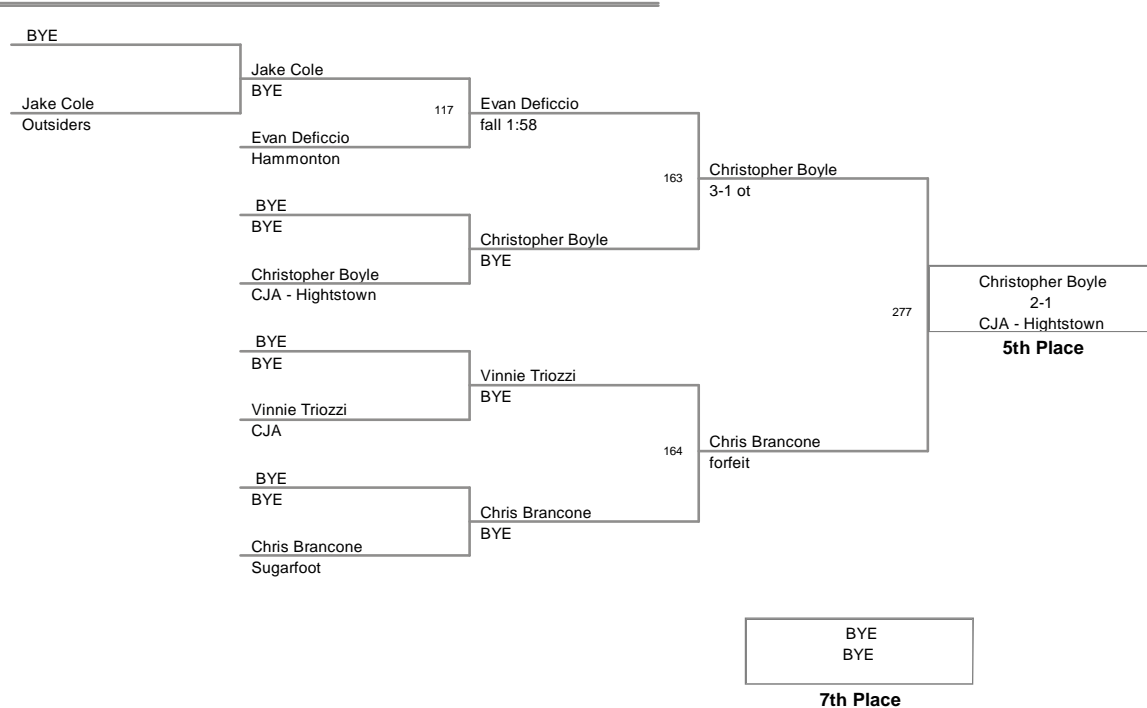 BYE
Jake Cole
BYE
Jake Cole
Outsiders
117
Evan Deficcio
fall 1:58
Evan Deficcio
Hammonton
163
Christopher Boyle
3-1 ot
BYE
BYE
Christopher Boyle
BYE
Christopher Boyle
CJA - Hightstown
277
Christopher Boyle
2-1
CJA - Hightstown
5th Place
BYE
BYE
Vinnie Triozzi
BYE
Vinnie Triozzi
CJA
164
Chris Brancone
forfeit
BYE
BYE
Chris Brancone
BYE
Chris Brancone
Sugarfoot
BYE
BYE
7th Place